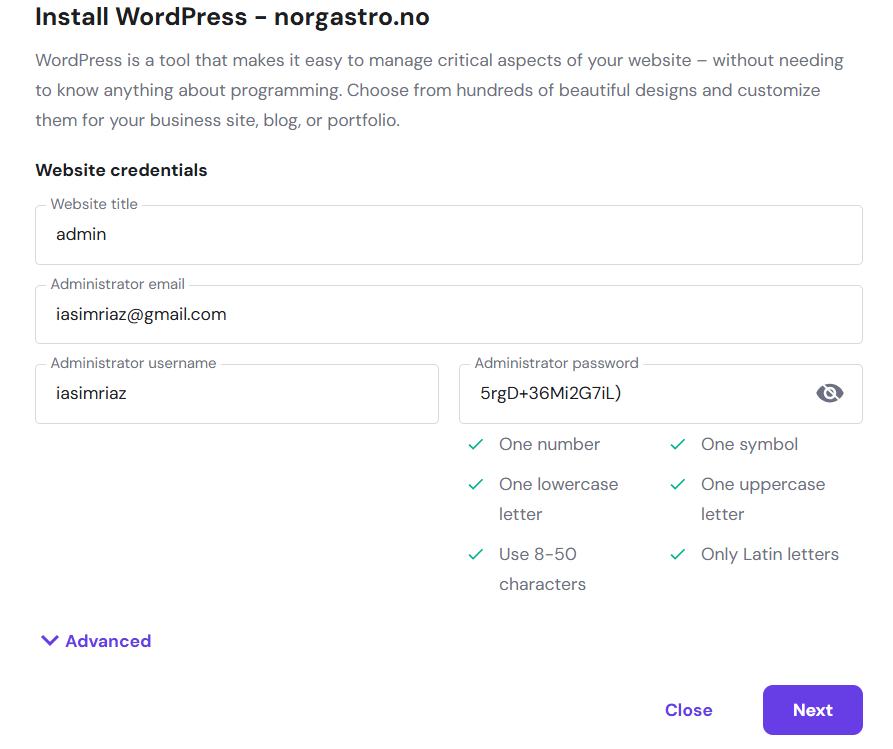 Install WordPress – norgastro.no
WordPress is a tool that makes it easy to manage critical aspects of your website – without needing
to know anything about programming. Choose from hundreds of beautiful designs and customize
them for your business site, blog, or portfolio.
Website credentials
Website title
admin
Administrator email
iasimriaz@gmail.com
Administrator username
iasimriaz
Administrator password
5rgD+36Mi2G7iL)
One number
One symbol
One lowercase
letter
One uppercase
letter
Use 8-50
characters
Only Latin letters
Advanced
Close
Next